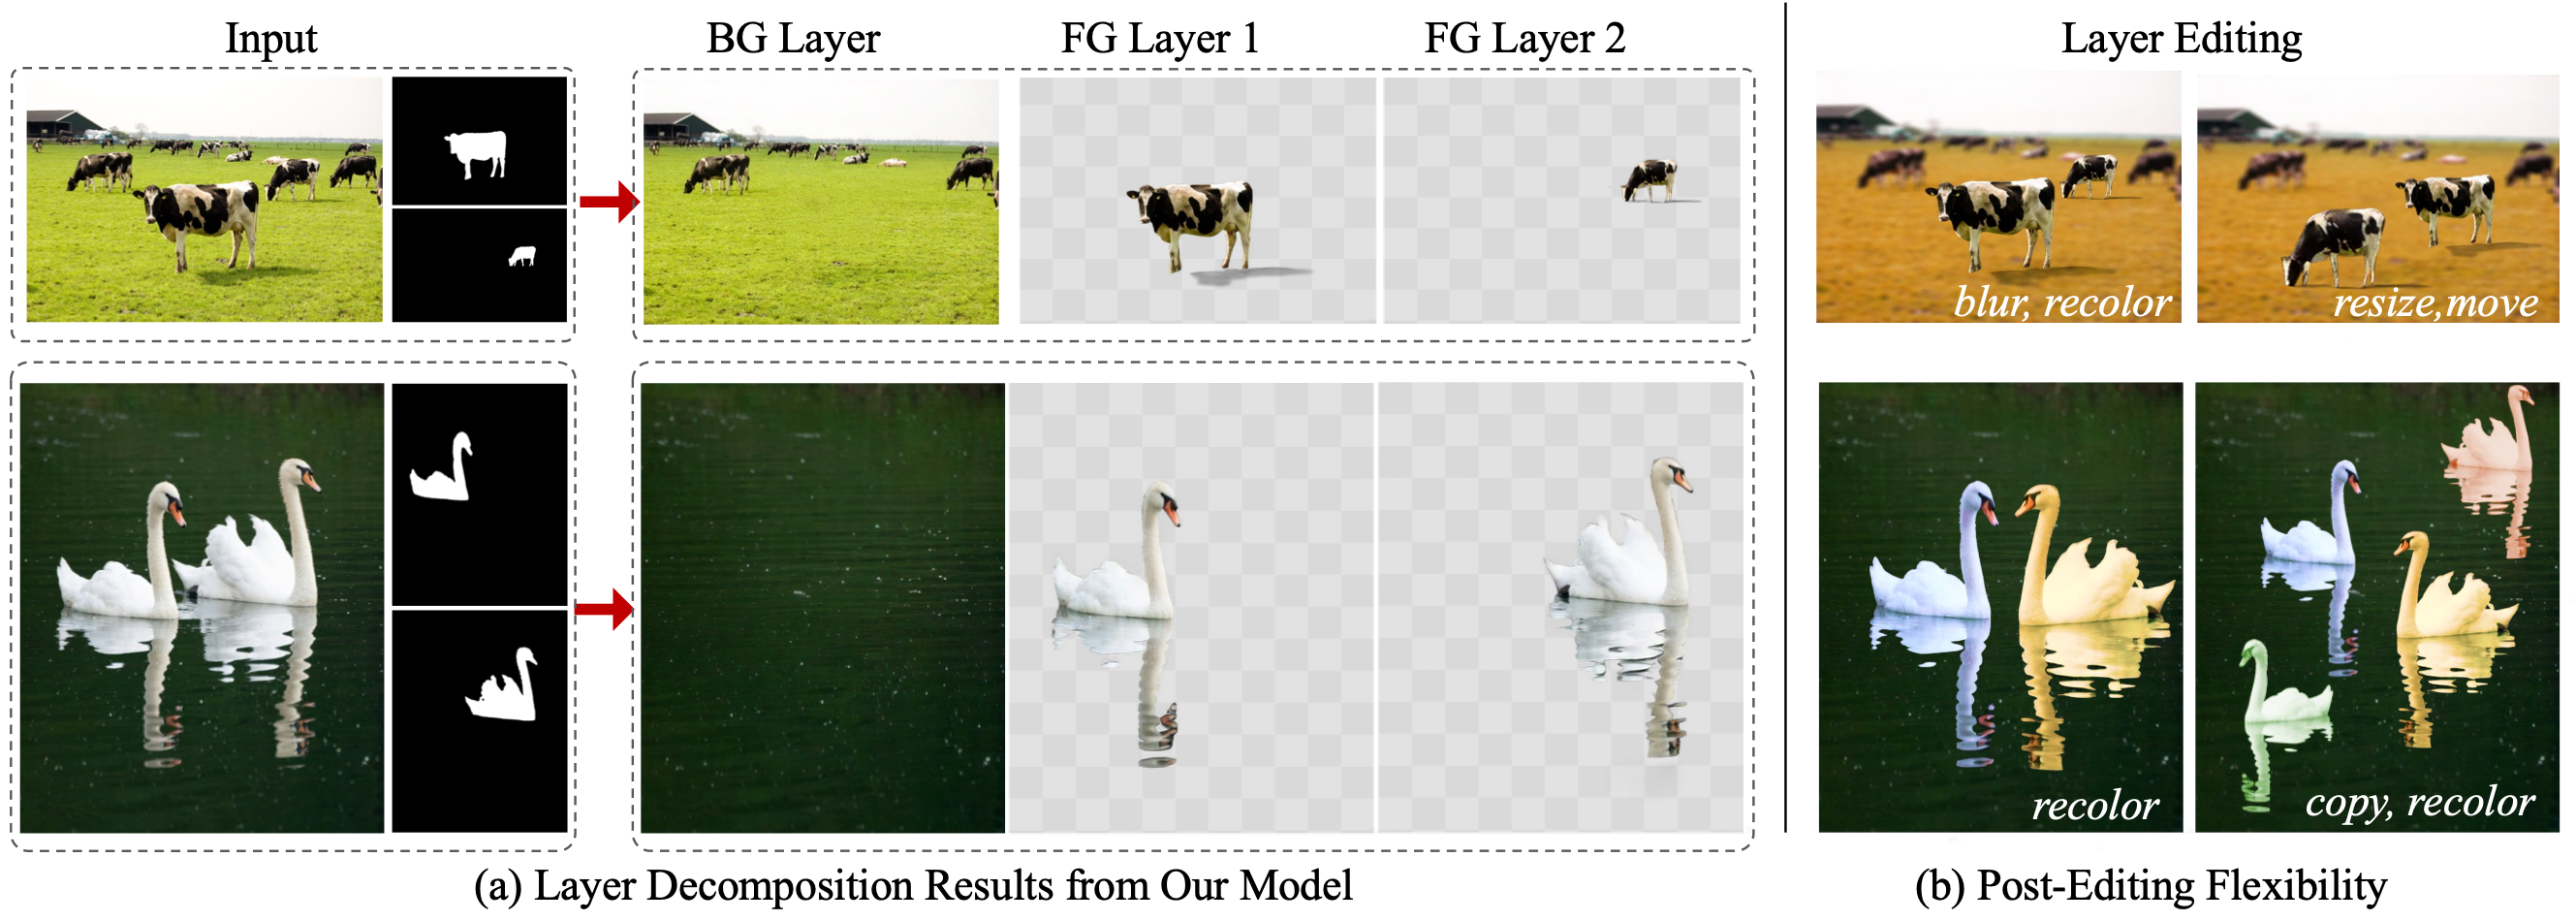 Input
BG Layer
FG Layer 1
FG Layer 2
Layer Editing
blur, recolor
resize,move
recolor
copy, recolor
(a) Layer Decomposition Results from Our Model
(b) Post-Editing Flexibility